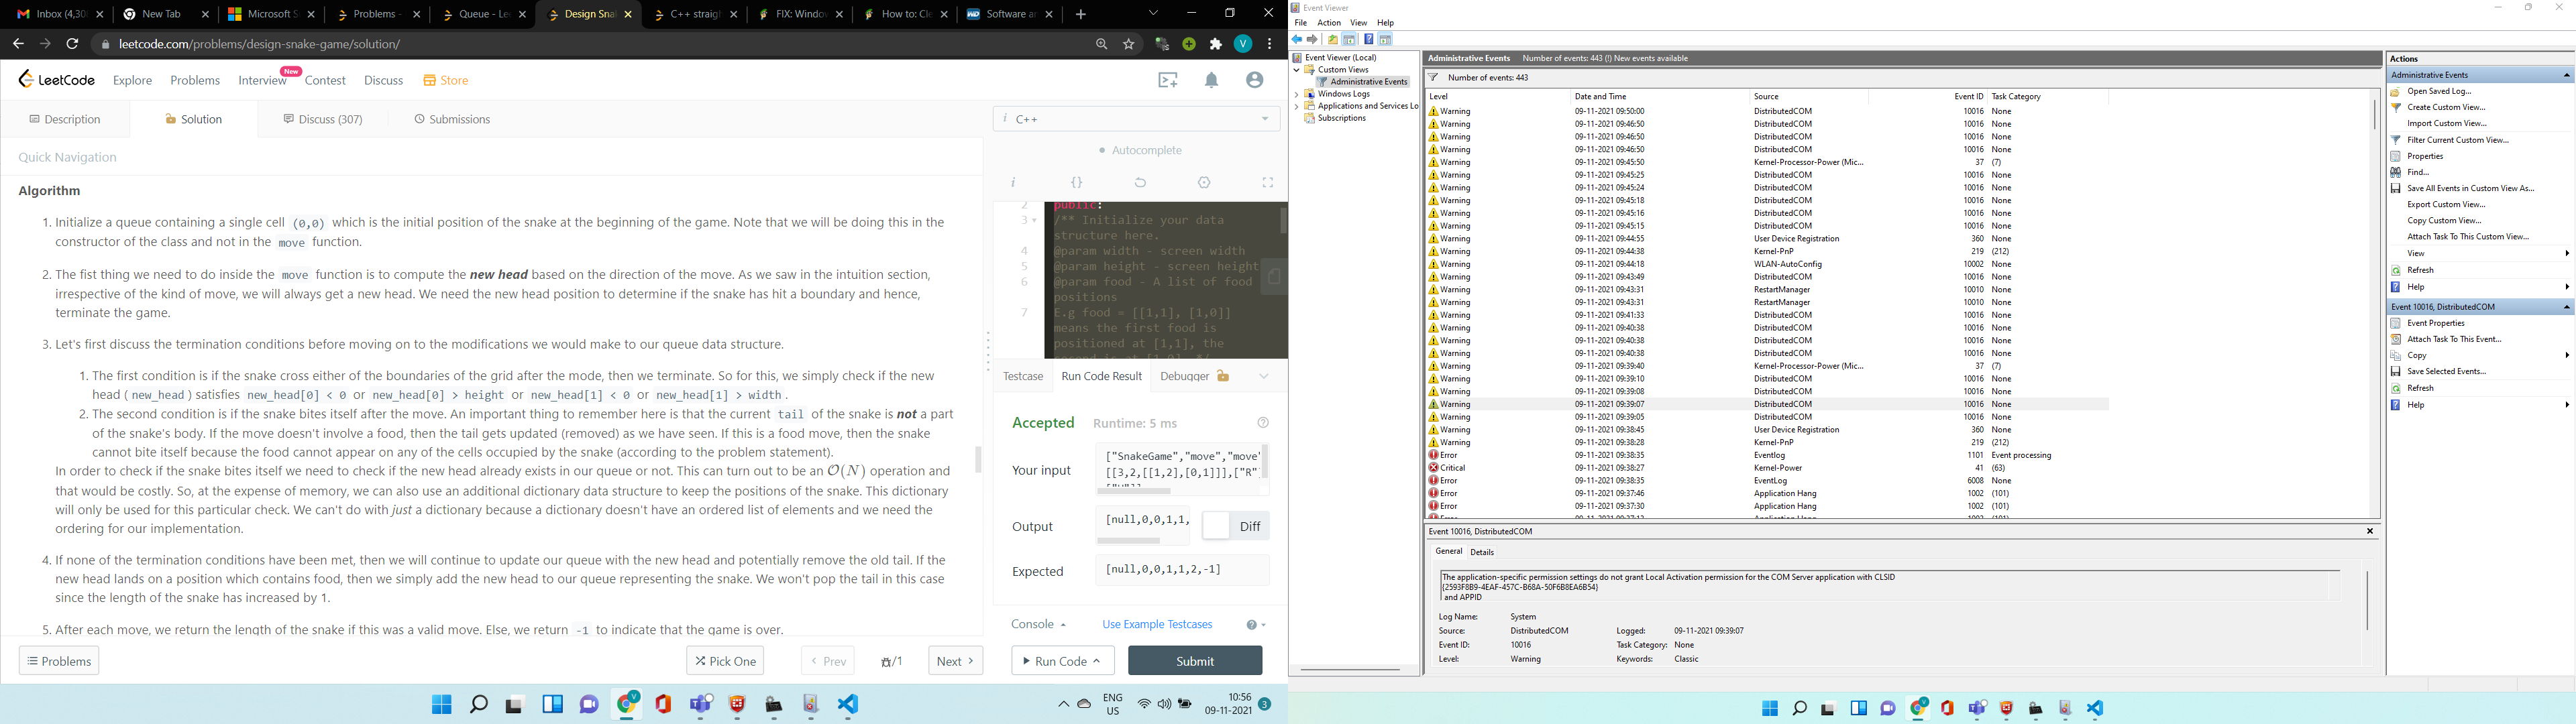 Inbox (4,30
New Tab
Microsoft S
Problems -
Queue - Le
Design Snak
C++ straigh
FIX: Windo
How to: Cle
Software an
leetcode.com/problems/design-snake-game/solution/
V
LeetCode
Explore
Problems
Interview
New
Contest
Discuss
Store
Description
Solution
Discuss (307)
Submissions
Quick Navigation
Algorithm
1. Initialize a queue containing a single cell (0,0) which is the initial position of the snake at the beginning of the game. Note that we will be doing this in the
constructor of the class and not in the move function.
2. The fist thing we need to do inside the move function is to compute the new head based on the direction of the move. As we saw in the intuition section,
irrespective of the kind of move, we will always get a new head. We need the new head position to determine if the snake has hit a boundary and hence,
terminate the game.
3. Let's first discuss the termination conditions before moving on to the modifications we would make to our queue data structure.
1. The first condition is if the snake cross either of the boundaries of the grid after the mode, then we terminate. So for this, we simply check if the new
head ( new_head ) satisfies new_head[0] < 0 or new_head[0] > height or new_head[1] < 0 or new_head[1] > width .
2. The second condition is if the snake bites itself after the move. An important thing to remember here is that the current tail of the snake is not a part
of the snake's body. If the move doesn't involve a food, then the tail gets updated (removed) as we have seen. If this is a food move, then the snake
cannot bite itself because the food cannot appear on any of the cells occupied by the snake (according to the problem statement).
In order to check if the snake bites itself we need to check if the new head already exists in our queue or not. This can turn out to be an O(N) operation and
that would be costly. So, at the expense of memory, we can also use an additional dictionary data structure to keep the positions of the snake. This dictionary
will only be used for this particular check. We can't do with just a dictionary because a dictionary doesn't have an ordered list of elements and we need the
ordering for our implementation.
4. If none of the termination conditions have been met, then we will continue to update our queue with the new head and potentially remove the old tail. If the
new head lands on a position which contains food, then we simply add the new head to our queue representing the snake. We won't pop the tail in this case
since the length of the snake has increased by 1.
5. After each move, we return the length of the snake if this was a valid move. Else, we return -1 to indicate that the game is over.
Problems
Pick One
Prev
/1
Next
C++
Autocomplete
2 public:
3 /** Initialize your data
structure here.
4 @param width - screen width
5 @param height - screen height
6 @param food - A list of food
positions
7 E.g food = [[1,1], [1,0]]
means the first food is
positioned at [1,1], the
second is at [1,0]. */
Testcase
Run Code Result
Debugger
Accepted
Runtime: 5 ms
Your input
["SnakeGame","move","move"
[[3,2,[[1,2],[0,1]]],["R"
Output
[null,0,0,1,1,
Diff
Expected
[null,0,0,1,1,2,-1]
Console
Use Example Testcases
Run Code
Submit
ENG
US
10:56
09-11-2021
3
Event Viewer
File Action View Help
Event Viewer (Local)
Custom Views
Administrative Events
Windows Logs
Applications and Services Lo
Subscriptions
Administrative Events Number of events: 443 (!) New events available
Number of events: 443
Level Date and Time Source Event ID Task Category
Warning 09-11-2021 09:50:00 DistributedCOM 10016 None
Warning 09-11-2021 09:46:50 DistributedCOM 10016 None
Warning 09-11-2021 09:46:50 DistributedCOM 10016 None
Warning 09-11-2021 09:46:50 DistributedCOM 10016 None
Warning 09-11-2021 09:45:50 Kernel-Processor-Power (Mic... 37 (7)
Warning 09-11-2021 09:45:25 DistributedCOM 10016 None
Warning 09-11-2021 09:45:24 DistributedCOM 10016 None
Warning 09-11-2021 09:45:18 DistributedCOM 10016 None
Warning 09-11-2021 09:45:16 DistributedCOM 10016 None
Warning 09-11-2021 09:45:15 DistributedCOM 10016 None
Warning 09-11-2021 09:44:55 User Device Registration 360 None
Warning 09-11-2021 09:44:38 Kernel-PnP 219 (212)
Warning 09-11-2021 09:44:18 WLAN-AutoConfig 10002 None
Warning 09-11-2021 09:43:49 DistributedCOM 10016 None
Warning 09-11-2021 09:43:31 RestartManager 10010 None
Warning 09-11-2021 09:43:31 RestartManager 10010 None
Warning 09-11-2021 09:41:33 DistributedCOM 10016 None
Warning 09-11-2021 09:40:38 DistributedCOM 10016 None
Warning 09-11-2021 09:40:38 DistributedCOM 10016 None
Warning 09-11-2021 09:40:38 DistributedCOM 10016 None
Warning 09-11-2021 09:39:40 Kernel-Processor-Power (Mic... 37 (7)
Warning 09-11-2021 09:39:10 DistributedCOM 10016 None
Warning 09-11-2021 09:39:08 DistributedCOM 10016 None
Warning 09-11-2021 09:39:07 DistributedCOM 10016 None
Warning 09-11-2021 09:39:05 DistributedCOM 10016 None
Warning 09-11-2021 09:38:45 User Device Registration 360 None
Warning 09-11-2021 09:38:28 Kernel-PnP 219 (212)
Error 09-11-2021 09:38:35 Eventlog 1101 Event processing
Critical 09-11-2021 09:38:27 Kernel-Power 41 (63)
Error 09-11-2021 09:38:35 EventLog 6008 None
Error 09-11-2021 09:37:46 Application Hang 1002 (101)
Error 09-11-2021 09:37:30 Application Hang 1002 (101)
Event 10016, DistributedCOM
General Details
The application-specific permission settings do not grant Local Activation permission for the COM Server application with CLSID
{2593F8B9-4EAF-457C-B68A-50F6B8EA6B54}
and APPID
Log Name: System
Source: DistributedCOM Logged: 09-11-2021 09:39:07
Event ID: 10016 Task Category: None
Level: Warning Keywords: Classic
Actions
Administrative Events
Open Saved Log...
Create Custom View...
Import Custom View...
Filter Current Custom View...
Properties
Find...
Save All Events in Custom View As...
Export Custom View...
Copy Custom View...
Attach Task To This Custom View...
View
Refresh
Help
Event 10016, DistributedCOM
Event Properties
Attach Task To This Event...
Copy
Save Selected Events...
Refresh
Help